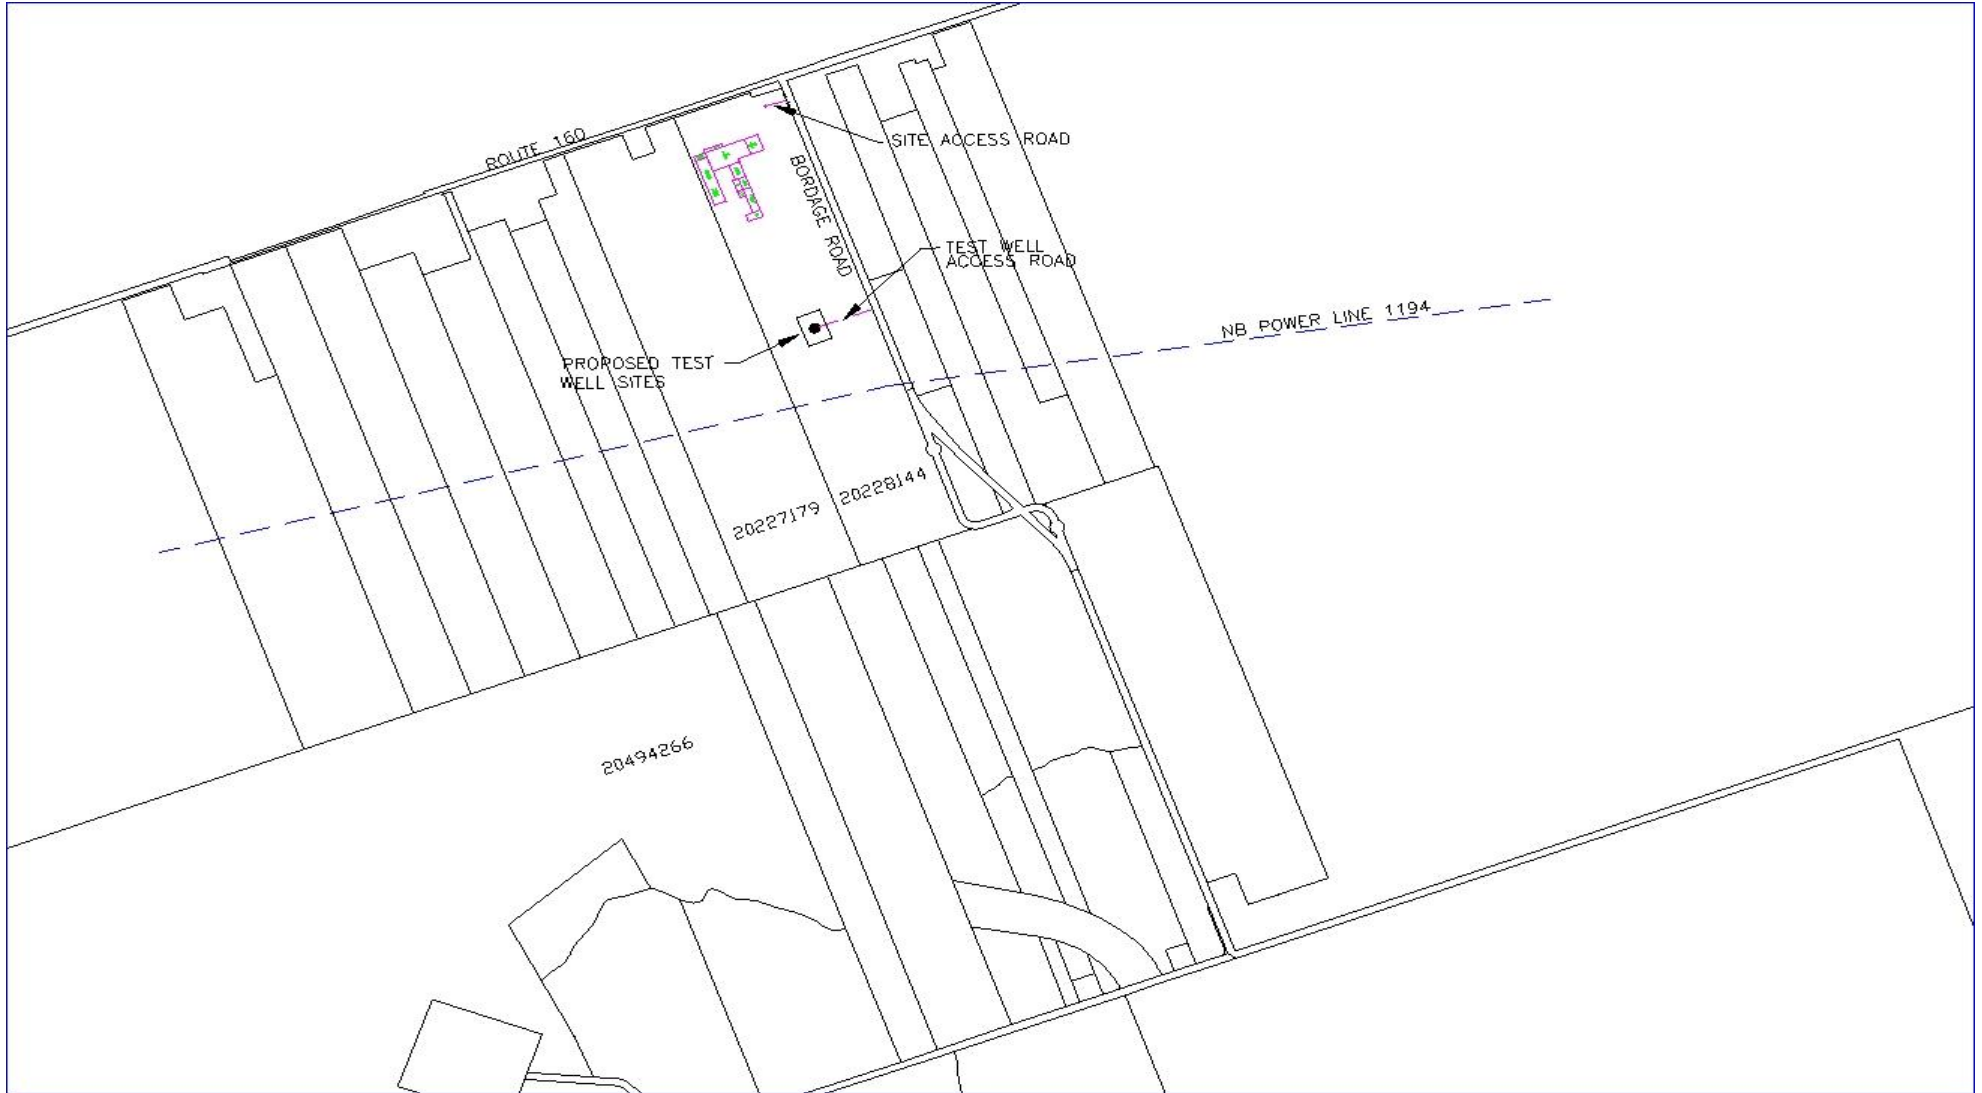 ROUTE 160
SITE ACCESS ROAD
BORDAGE ROAD
TEST WELL
ACCESS ROAD
NB POWER LINE 1194
PROPOSED TEST
WELL SITES
20227179
20228144
20494266